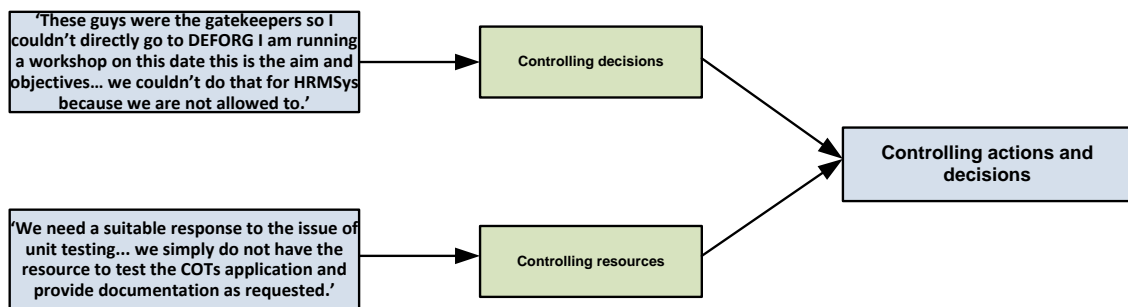 ‘These guys were the gatekeepers so I
couldn’t directly go to DEFORG I am running
a workshop on this date this is the aim and
objectives... we couldn’t do that for HRMSys
because we are not allowed to.’
Controlling decisions
Controlling actions and
decisions
‘We need a suitable response to the issue of
unit testing... we simply do not have the
resource to test the COTs application and
provide documentation as requested.’
Controlling resources